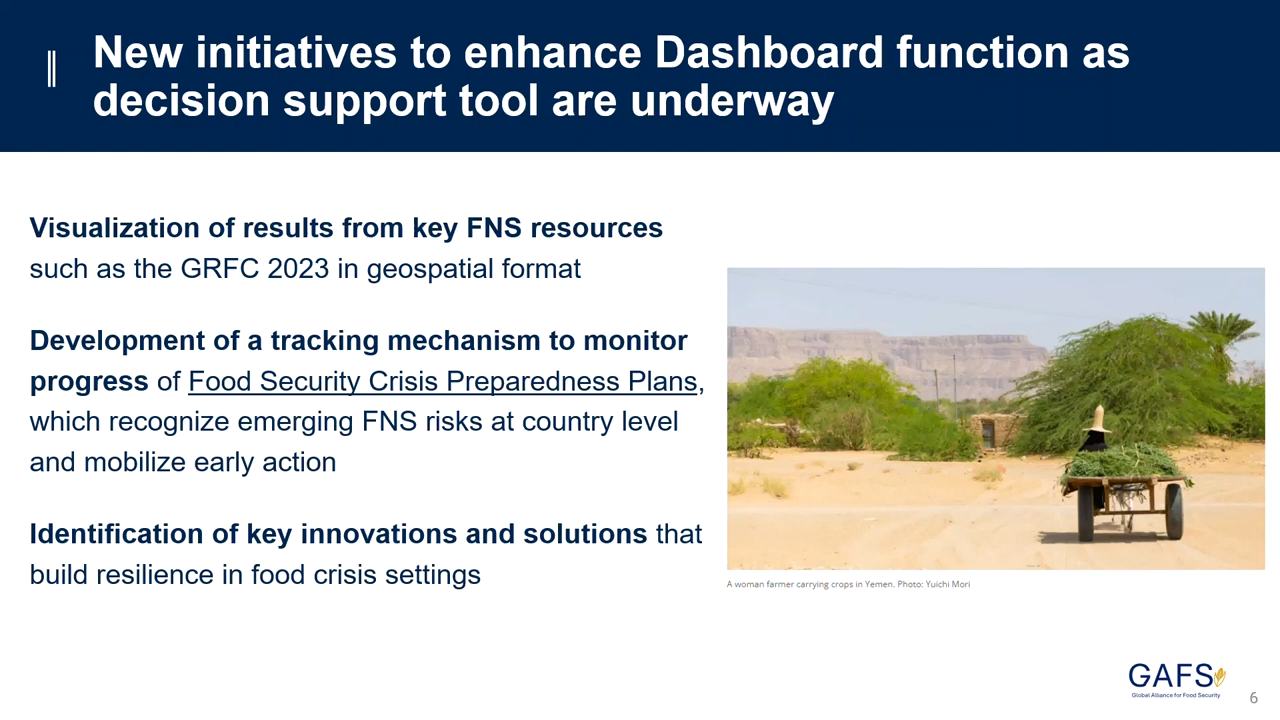 New initiatives to enhance Dashboard function as
decision support tool are underway
Visualization of results from key FNS resources
such as the GRFC 2023 in geospatial format
Development of a tracking mechanism to monitor
progress of Food Security Crisis Preparedness Plans,
which recognize emerging FNS risks at country level
and mobilize early action
Identification of key innovations and solutions that
build resilience in food crisis settings
A woman farmer carrying crops in Yemen. Photo: Yuichi Mori
GAFS
Global Alliance for Food Security
6